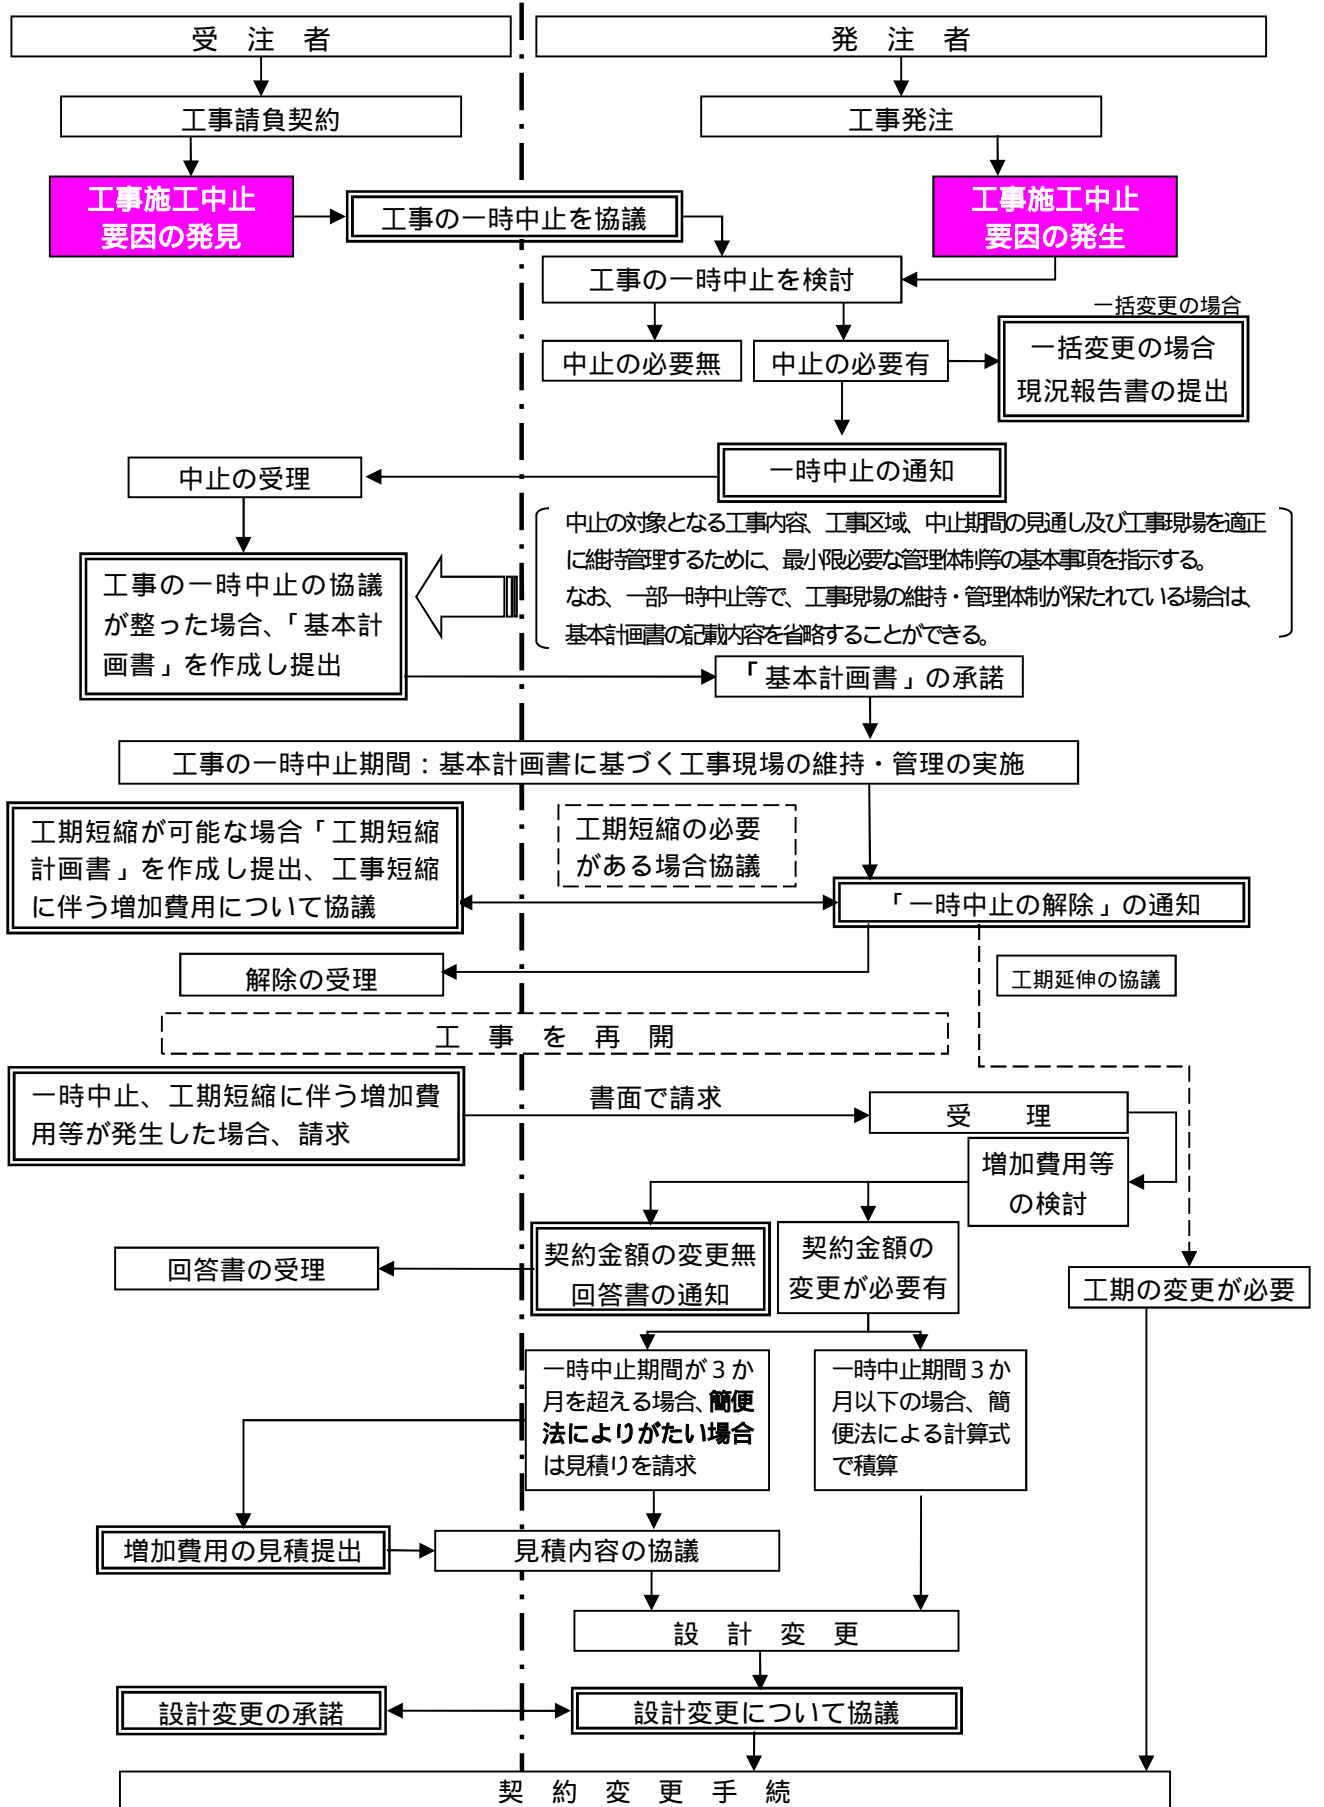 受　注　者
発　注　者
工事請負契約
工事発注
工事施工中止
要因の発見
工事の一時中止を協議
工事施工中止
要因の発生
工事の一時中止を検討
一括変更の場合
中止の必要無
中止の必要有
一括変更の場合
現況報告書の提出
中止の受理
一時中止の通知
中止の対象となる工事内容、工事区域、中止期間の見通し及び工事現場を適正
に維持管理するために、最小限必要な管理体制等の基本事項を指示する。
なお、一部一時中止等で、工事現場の維持・管理体制が保たれている場合は、
基本計画書の記載内容を省略することができる。
工事の一時中止の協議
が整った場合、「基本計
画書」を作成し提出
「基本計画書」の承諾
工事の一時中止期間：基本計画書に基づく工事現場の維持・管理の実施
工期短縮が可能な場合「工期短縮
計画書」を作成し提出、工事短縮
に伴う増加費用について協議
工期短縮の必要
がある場合協議
「一時中止の解除」の通知
解除の受理
工期延伸の協議
工　事　を　再　開
一時中止、工期短縮に伴う増加費
用等が発生した場合、請求
書面で請求
受　　理
増加費用等
の検討
回答書の受理
契約金額の変更無
回答書の通知
契約金額の
変更が必要有
工期の変更が必要
一時中止期間が３か
月を超える場合、簡便
法によりがたい場合
は見積りを請求
一時中止期間３か
月以下の場合、簡
便法による計算式
で積算
増加費用の見積提出
見積内容の協議
設　計　変　更
設計変更の承諾
設計変更について協議
契　約　変　更　手　続